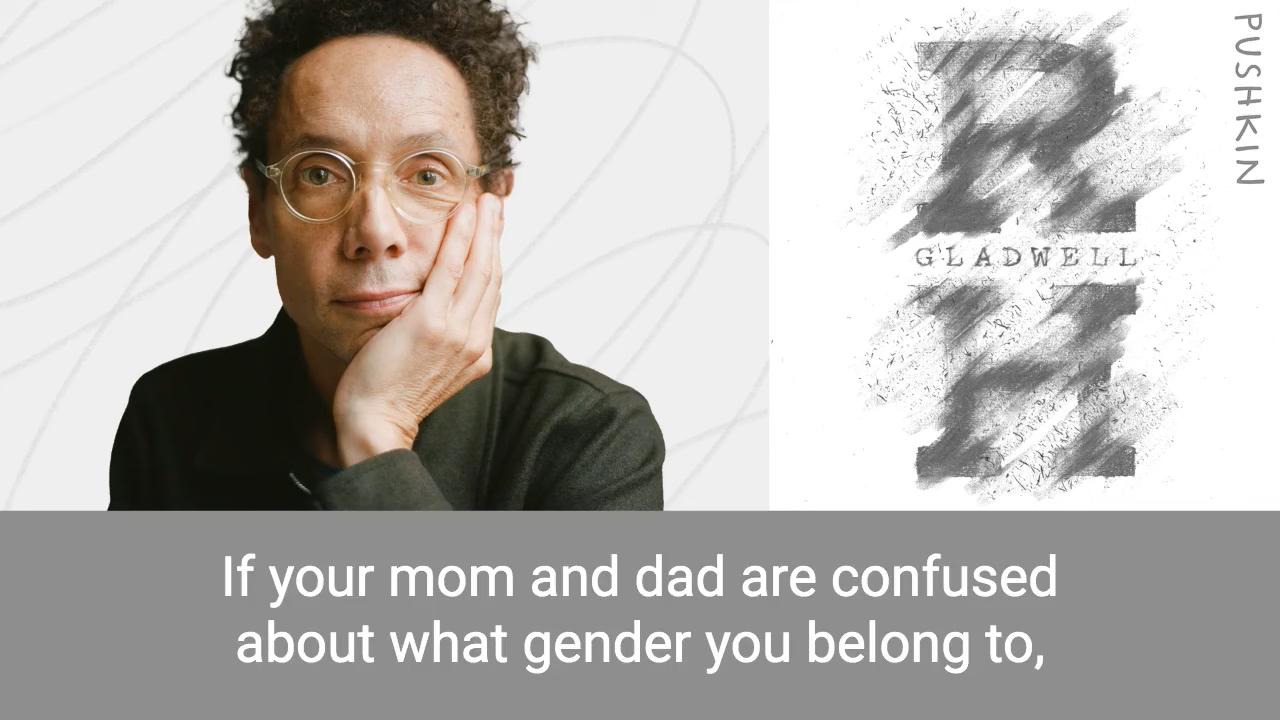 PUSHKIN
R
GLADWELL
H
If your mom and dad are confused
about what gender you belong to,